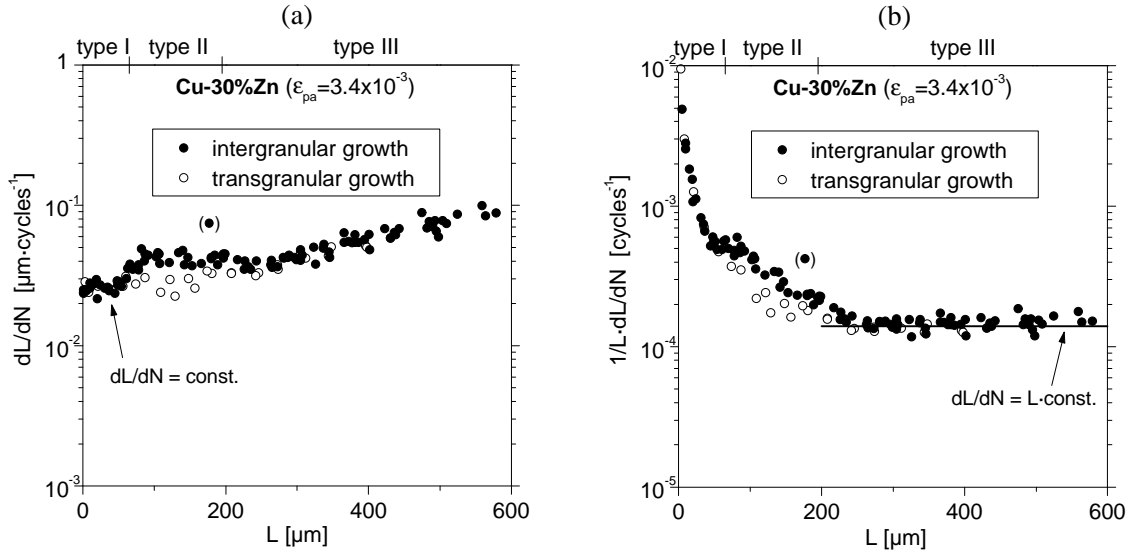 (a)
type I type II type III
1
Cu-30%Zn (εpa=3.4x10-3)
intergranular growth
transgranular growth
10-1
( )
10-2
dL/dN = const.
10-3
0 200 400 600
L [µm]
dL/dN [µm·cycles-1]
(b)
type I type II type III
10-2
Cu-30%Zn (εpa=3.4x10-3)
intergranular growth
transgranular growth
10-3
( )
10-4
dL/dN = L·const.
10-5
0 200 400 600
L [µm]
1/L·dL/dN [cycles-1]